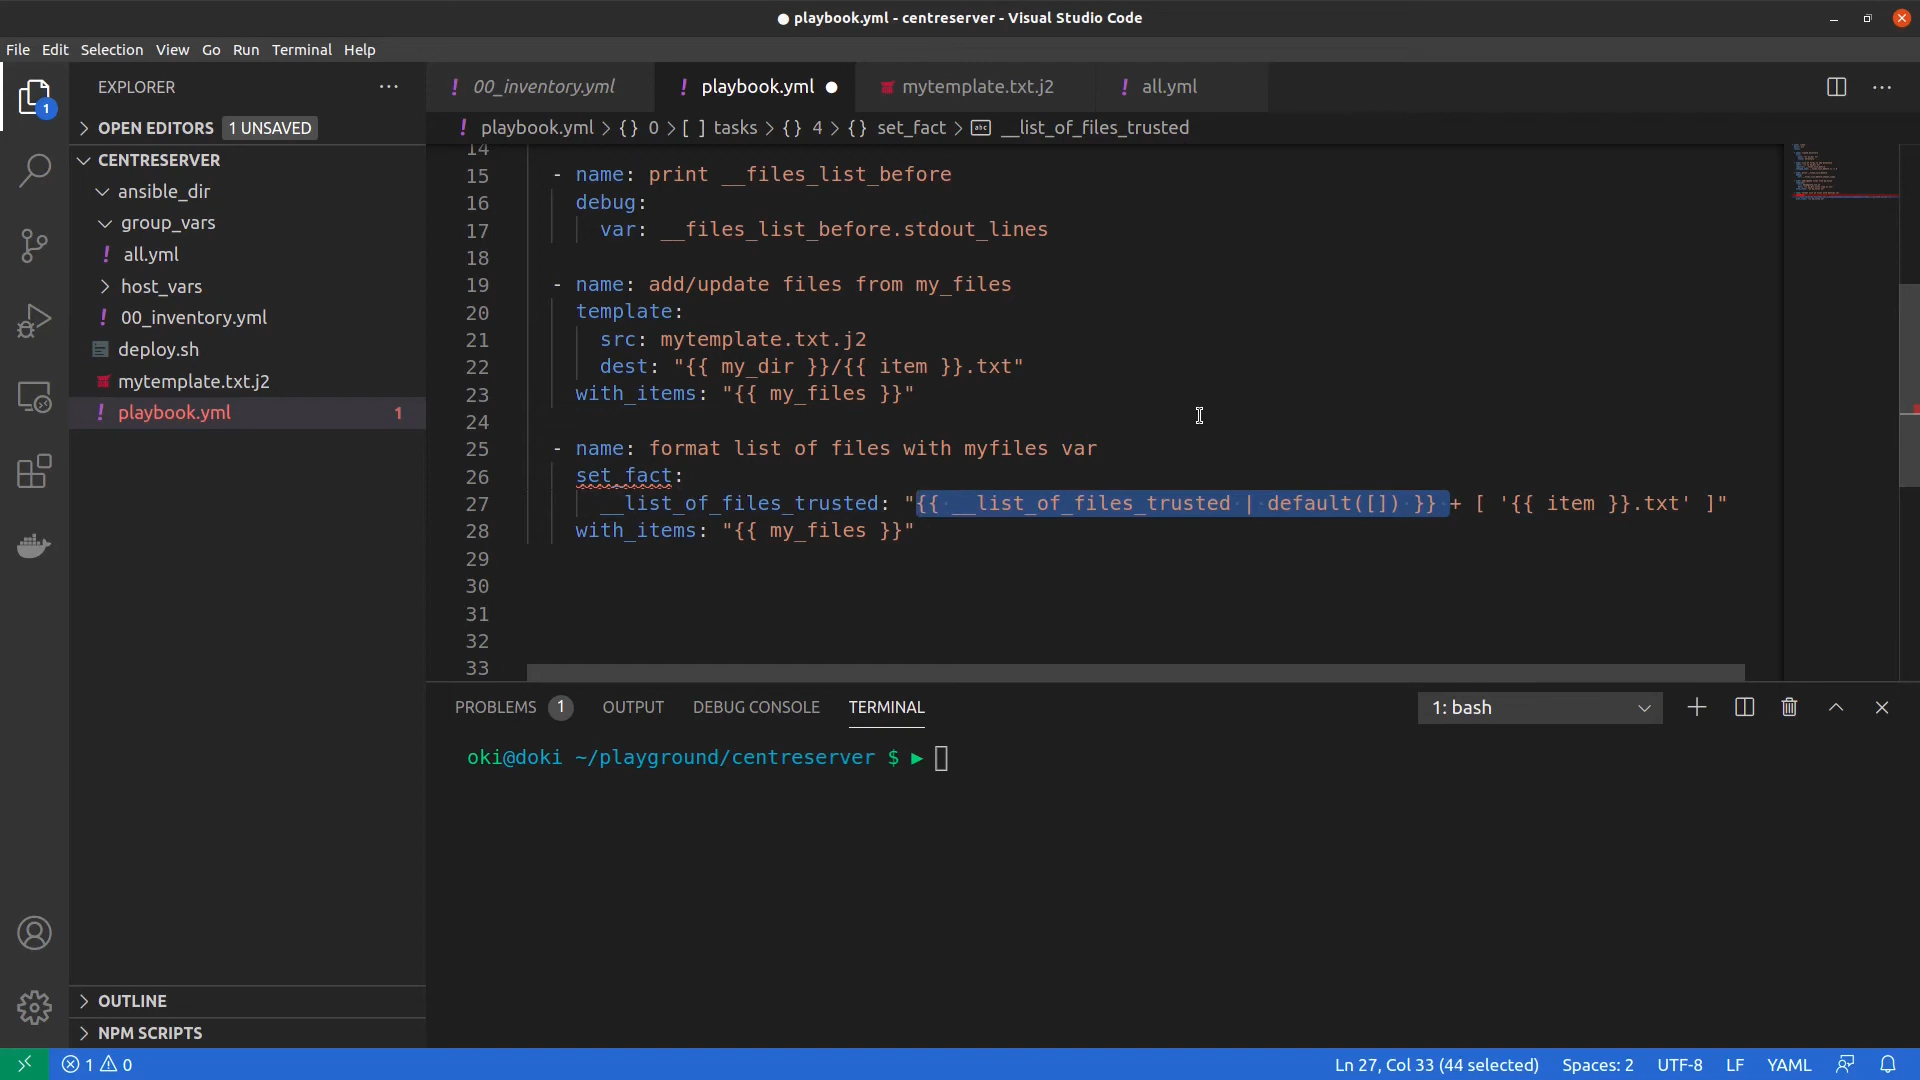 ● playbook.yml - centreserver - Visual Studio Code
File Edit Selection View Go Run Terminal Help
EXPLORER
OPEN EDITORS 1 UNSAVED
CENTRESERVER
ansible_dir
group_vars
! all.yml
host_vars
! 00_inventory.yml
deploy.sh
mytemplate.txt.j2
! playbook.yml 1
OUTLINE
NPM SCRIPTS
! 00_inventory.yml ! playbook.yml ● mytemplate.txt.j2 ! all.yml
! playbook.yml > {} 0 > [ ] tasks > {} 4 > {} set_fact > abc __list_of_files_trusted
14
15 - name: print __files_list_before
16 debug:
17 var: __files_list_before.stdout_lines
18
19 - name: add/update files from my_files
20 template:
21 src: mytemplate.txt.j2
22 dest: "{{ my_dir }}/{{ item }}.txt"
23 with_items: "{{ my_files }}"
24
25 - name: format list of files with myfiles var
26 set_fact:
27 __list_of_files_trusted: "{{ __list_of_files_trusted | default([]) }} + [ '{{ item }}.txt' ]"
28 with_items: "{{ my_files }}"
29
30
31
32
33
PROBLEMS 1 OUTPUT DEBUG CONSOLE TERMINAL 1: bash
oki@doki ~/playground/centreserver $ ▶
1 0 Ln 27, Col 33 (44 selected) Spaces: 2 UTF-8 LF YAML